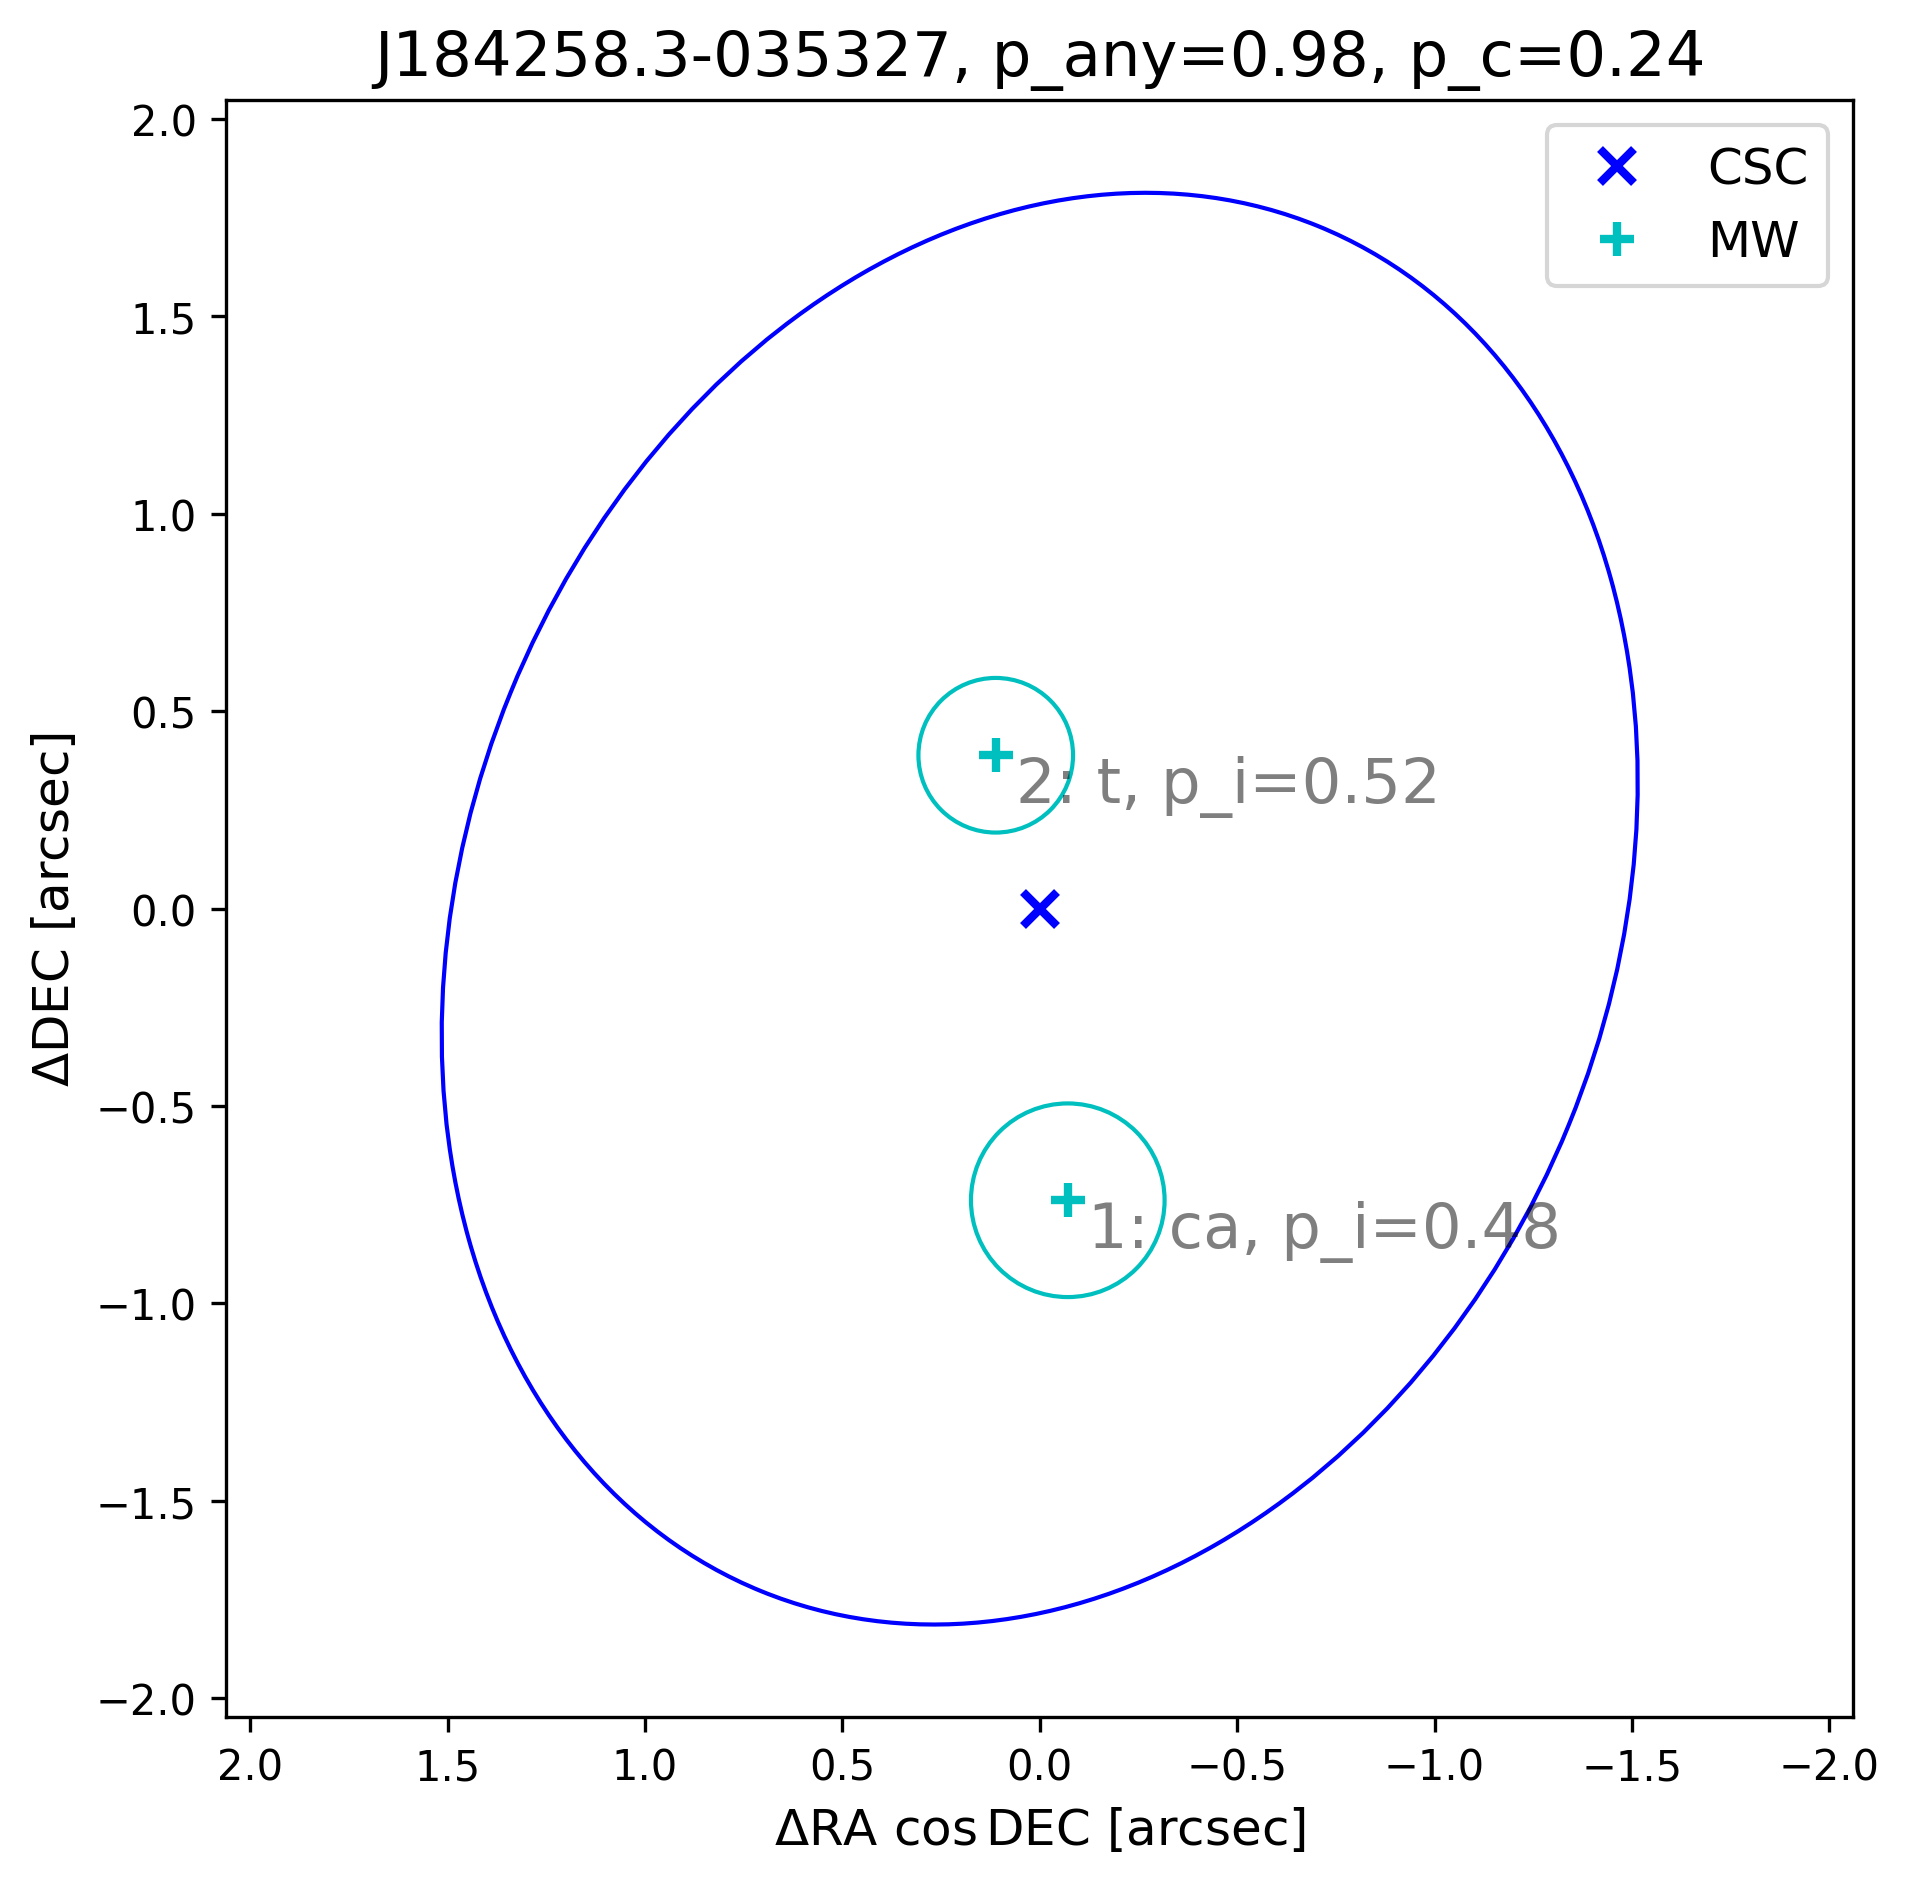 J184258.3-035327, p_any=0.98, p_c=0.24
CSC
MW
2.0
1.5
1.0
0.5
0.0
−0.5
−1.0
−1.5
−2.0
ΔDEC [arcsec]
2: t, p_i=0.52
1: ca, p_i=0.48
2.0 1.5 1.0 0.5 0.0 −0.5 −1.0 −1.5 −2.0
ΔRA cos DEC [arcsec]